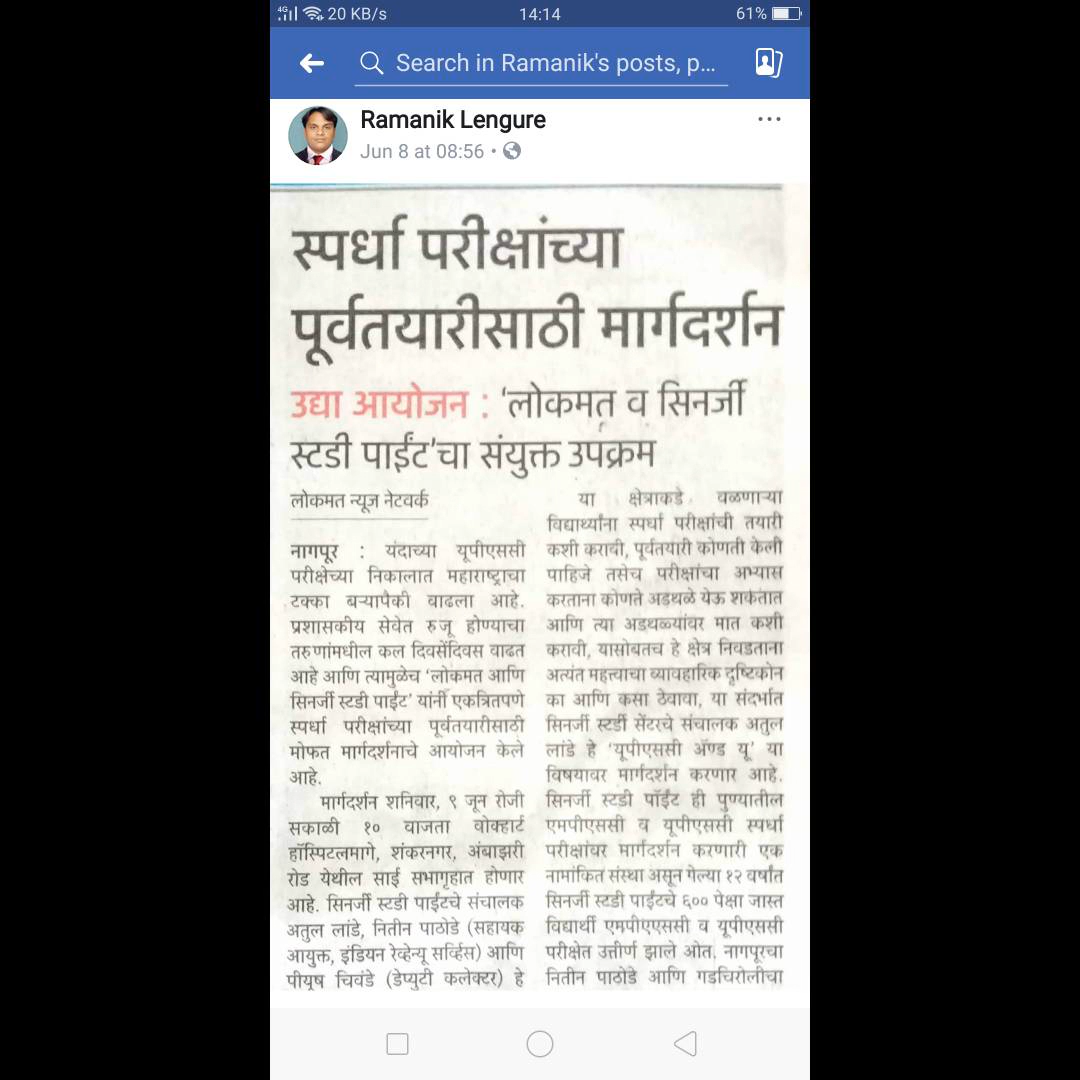 4G 20 KB/s 14:14 61%
Search in Ramanik's posts, p...
Ramanik Lengure
Jun 8 at 08:56 •
स्पर्धा परीक्षांच्या
पूर्वतयारीसाठी मार्गदर्शन
उद्या आयोजन : 'लोकमत व सिनर्जी
स्टडी पाईंट'चा संयुक्त उपक्रम
लोकमत न्यूज नेटवर्क
नागपूर : यंदाच्या यूपीएससी
परीक्षेच्या निकालात महाराष्ट्राचा
टक्का बऱ्यापैकी वाढला आहे.
प्रशासकीय सेवेत रुजू होण्याचा
तरुणांमधील कल दिवसेंदिवस वाढत
आहे आणि त्यामुळेच 'लोकमत आणि
सिनर्जी स्टडी पाईंट' यांनी एकत्रितपणे
स्पर्धा परीक्षांच्या पूर्वतयारीसाठी
मोफत मार्गदर्शनाचे आयोजन केले
आहे.
मार्गदर्शन शनिवार, ९ जून रोजी
सकाळी १० वाजता वोक्हार्ट
हॉस्पिटलमागे, शंकरनगर, अंबाझरी
रोड येथील साई सभागृहात होणार
आहे. सिनर्जी स्टडी पाईंटचे संचालक
अतुल लांडे, नितीन पाठोडे (सहायक
आयुक्त, इंडियन रेव्हेन्यू सर्व्हिस) आणि
पीयूष चिवंडे (डेप्युटी कलेक्टर) हे
या क्षेत्राकडे वळणाऱ्या
विद्यार्थ्यांना स्पर्धा परीक्षांची तयारी
कशी करावी, पूर्वतयारी कोणती केली
पाहिजे तसेच परीक्षांचा अभ्यास
करताना कोणते अडथळे येऊ शकतात
आणि त्या अडथळ्यांवर मात कशी
करावी, यासोबतच हे क्षेत्र निवडताना
अत्यंत महत्त्वाचा व्यावहारिक दृष्टिकोन
का आणि कसा ठेवावा, या संदर्भात
सिनर्जी स्टर्डी सेंटरचे संचालक अतुल
लांडे हे 'यूपीएससी ॲण्ड यू' या
विषयावर मार्गदर्शन करणार आहे.
सिनर्जी स्टडी पॉईंट ही पुण्यातील
एमपीएससी व यूपीएससी स्पर्धा
परीक्षांवर मार्गदर्शन करणारी एक
नामांकित संस्था असून गेल्या १२ वर्षांत
सिनर्जी स्टडी पाईंटचे ६०० पेक्षा जास्त
विद्यार्थी एमपीएएससी व यूपीएससी
परीक्षेत उत्तीर्ण झाले ओत. नागपूरचा
नितीन पाठोडे आणि गडचिरोलीचा